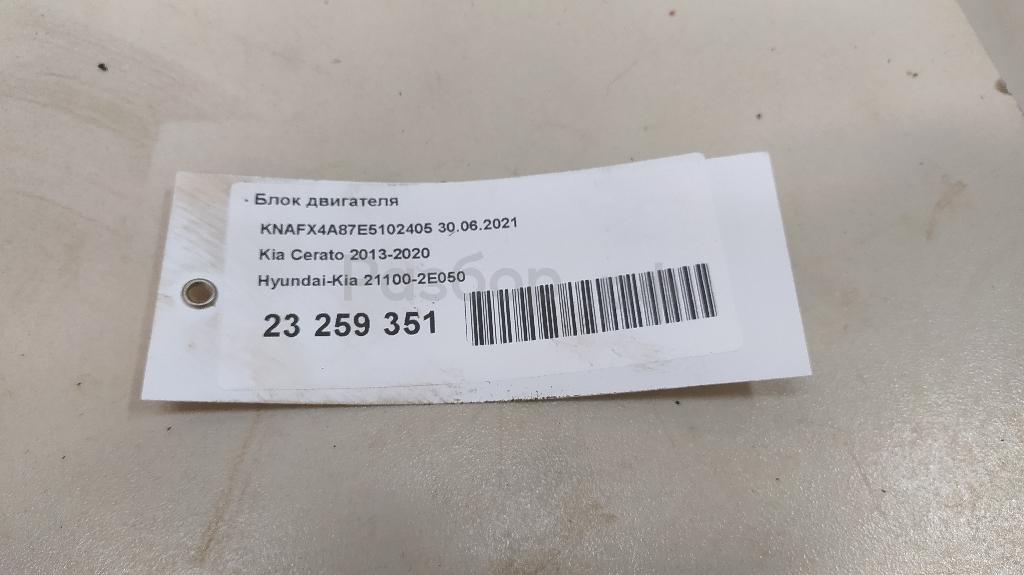 Блок двигателя
KNAFX4A87E5102405 30.06.2021
Kia Cerato 2013-2020
Hyundai-Kia 21100-2E050
23 259 351